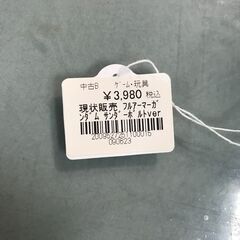 中古B ゲーム・玩具
￥3,980 税込
現状販売 フルアーマーガ
ンダム サンダーボルトver
2009527251100015
090623